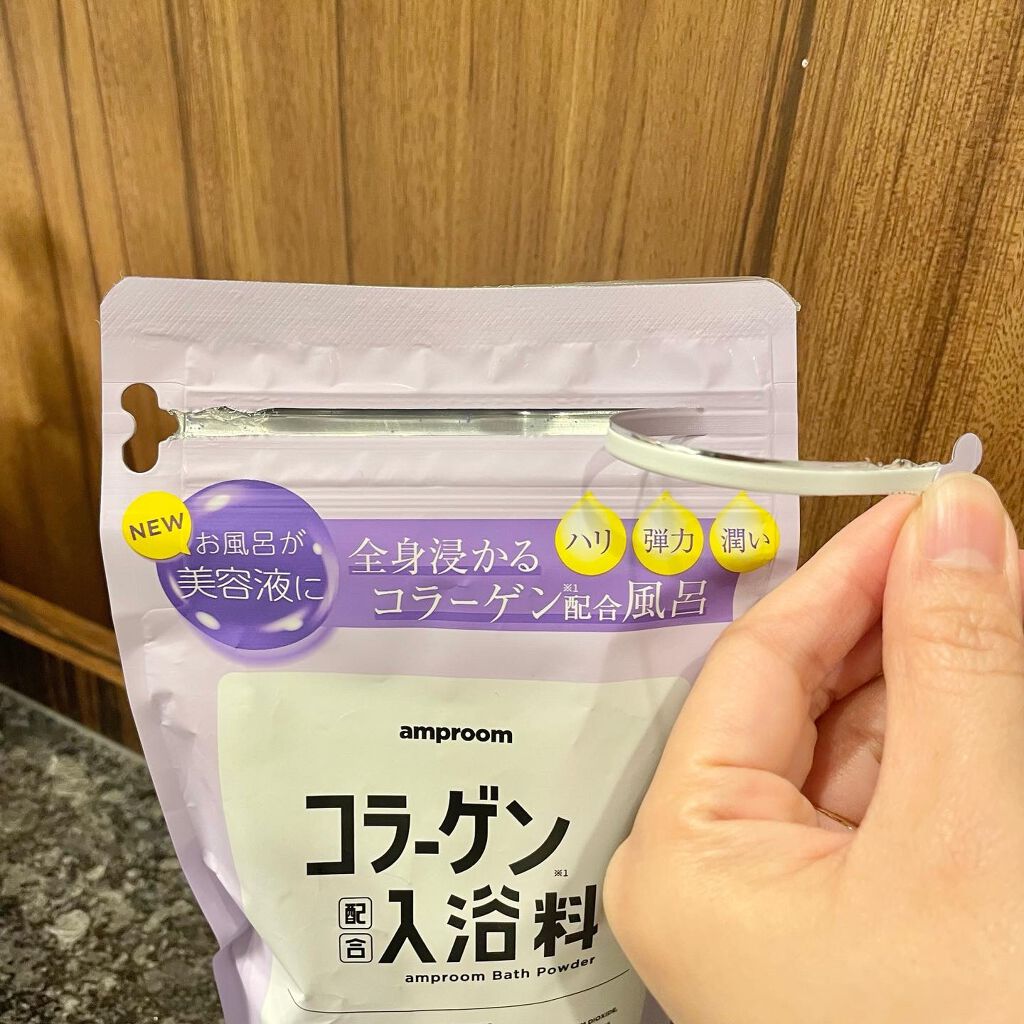 NEW
お風呂が
美容液に
全身浸かる
コラーゲン※1配合風呂
ハリ
弾力
潤い
amproom
コラーゲン※1
配合
入浴料
amproom Bath Powder
DIOXIDE,